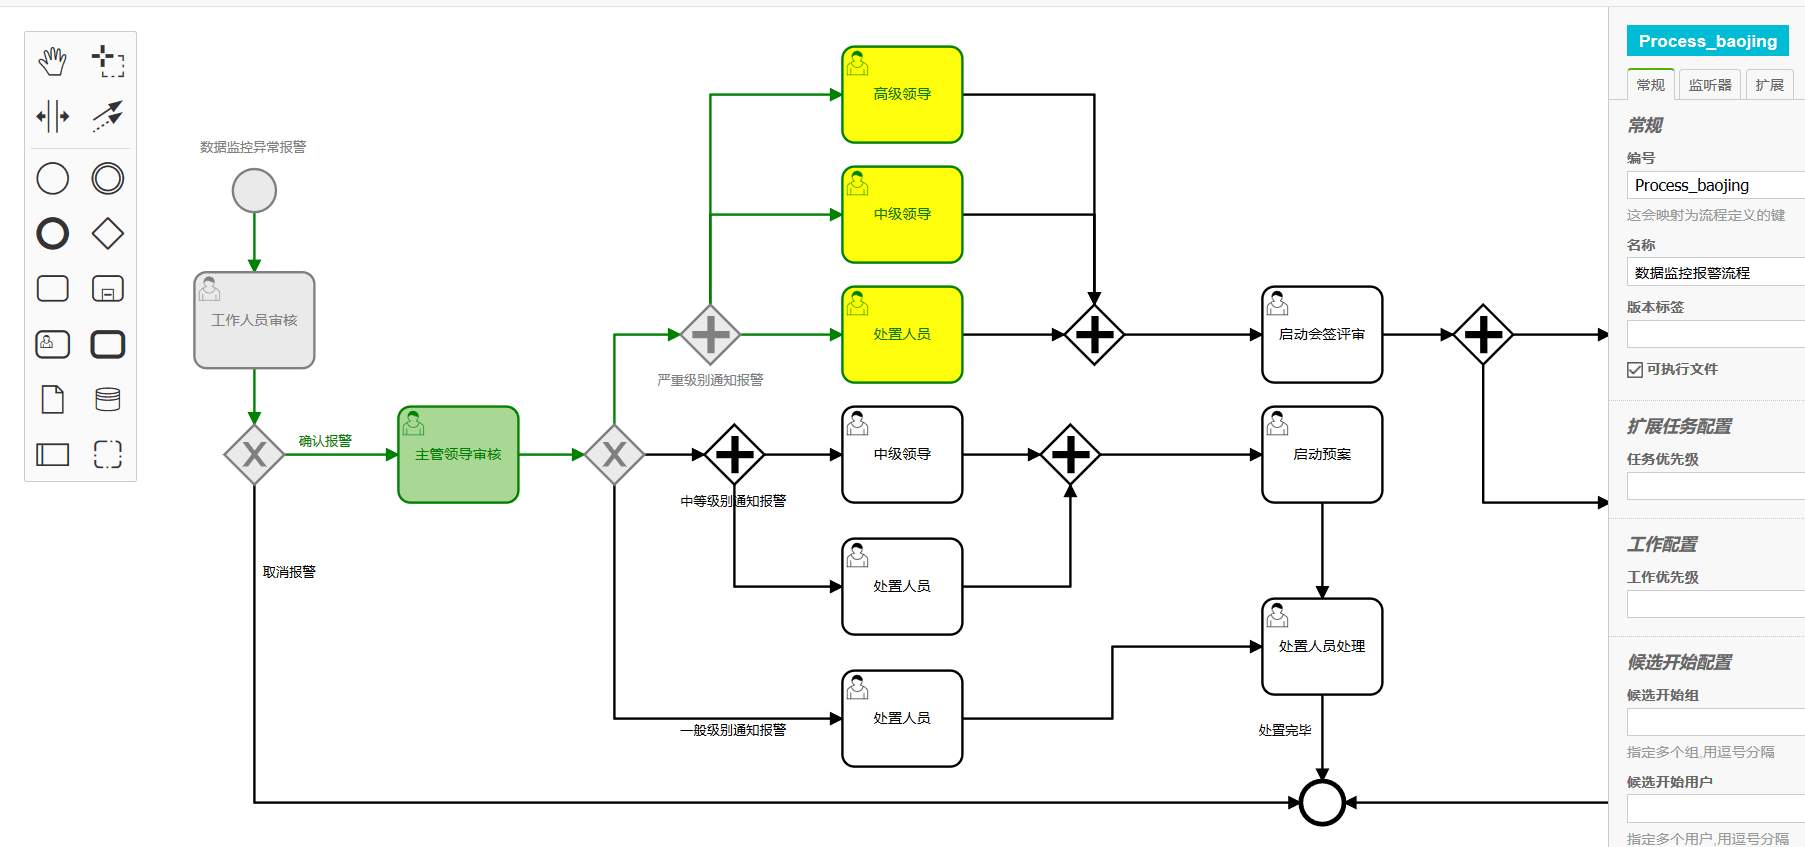 数据监控异常报警
工作人员审核
确认报警
取消报警
主管领导审核
高级领导
中级领导
处置人员
严重级别通知报警
中级领导
中等级别通知报警
处置人员
处置人员
一般级别通知报警
启动会签评审
启动预案
处置人员处理
处置完毕
Process_baojing
常规 监听器 扩展
常规
编号
Process_baojing
这会映射为流程定义的键
名称
数据监控报警流程
版本标签
可执行文件
扩展任务配置
任务优先级
工作配置
工作优先级
候选开始配置
候选开始组
指定多个组,用逗号分隔
候选开始用户
指定多个用户,用逗号分隔